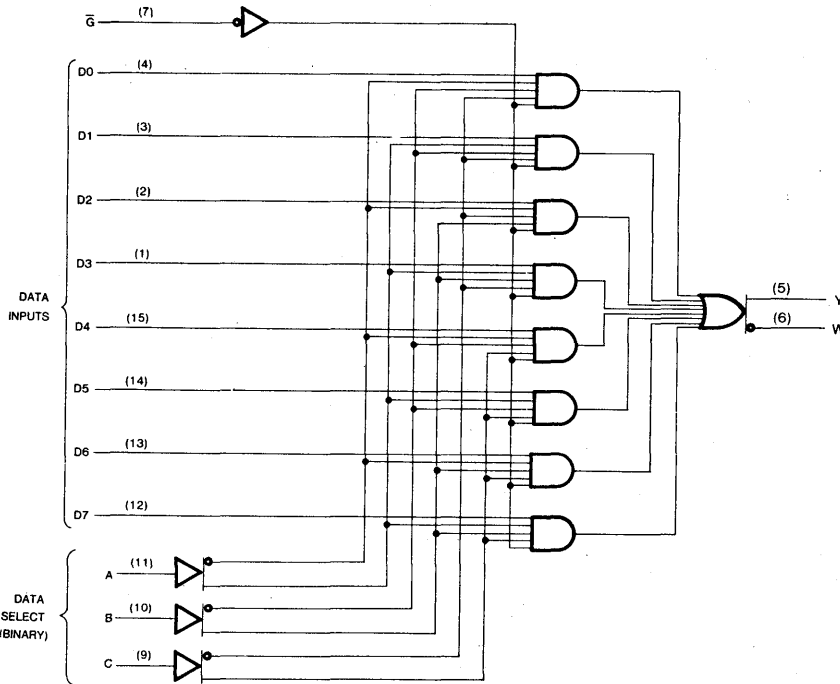 G̅ (7)
D0 (4)
D1 (3)
D2 (2)
D3 (1)
DATA
INPUTS
D4 (15)
D5 (14)
D6 (13)
D7 (12)
(5) Y
(6) W
DATA
SELECT
(BINARY)
A (11)
B (10)
C (9)